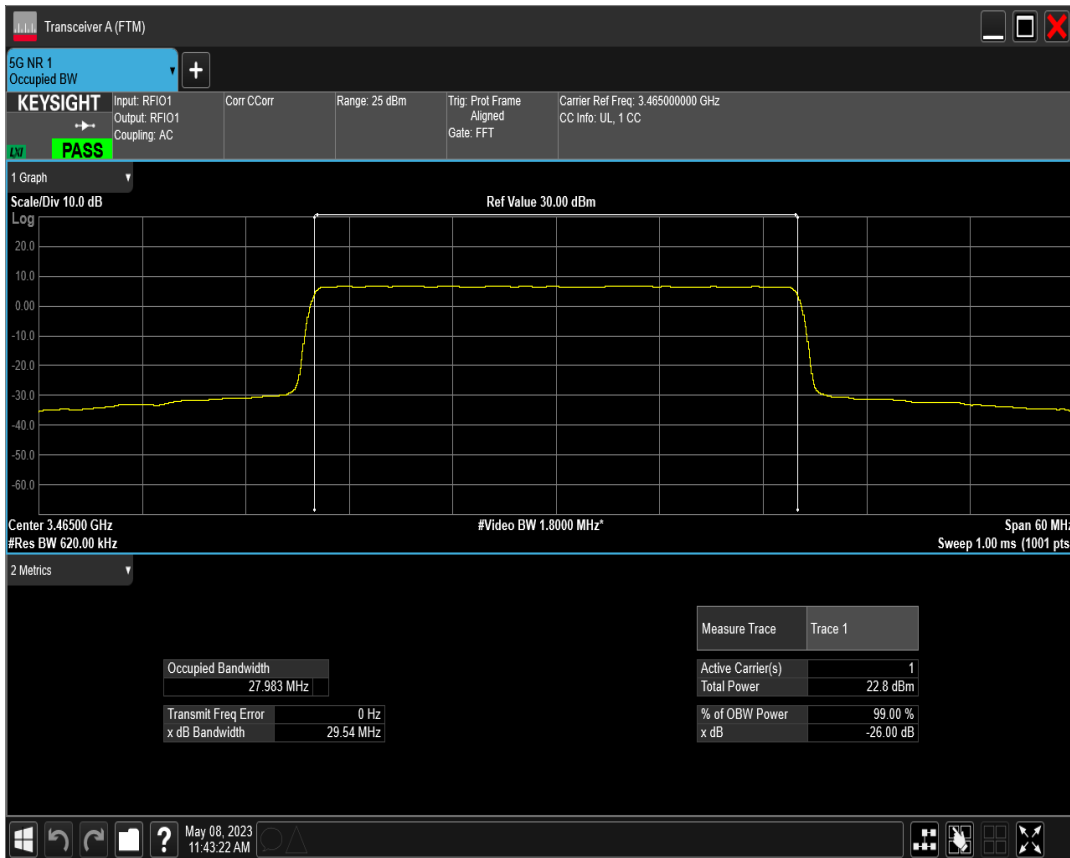 Transceiver A (FTM)
5G NR 1
Occupied BW
+
KEYSIGHT
LXI
PASS
Input: RFIO1
Output: RFIO1
Coupling: AC
Corr CCorr
Range: 25 dBm
Trig: Prot Frame
Aligned
Gate: FFT
Carrier Ref Freq: 3.465000000 GHz
CC Info: UL, 1 CC
1 Graph
Scale/Div 10.0 dB
Ref Value 30.00 dBm
Log
20.0
10.0
0.00
-10.0
-20.0
-30.0
-40.0
-50.0
-60.0
Center 3.46500 GHz
#Video BW 1.8000 MHz*
Span 60 MHz
#Res BW 620.00 kHz
Sweep 1.00 ms (1001 pts
2 Metrics
Measure Trace Trace 1
Occupied Bandwidth
27.983 MHz
Active Carrier(s) 1
Total Power 22.8 dBm
Transmit Freq Error 0 Hz
x dB Bandwidth 29.54 MHz
% of OBW Power 99.00 %
x dB -26.00 dB
?
May 08, 2023
11:43:22 AM